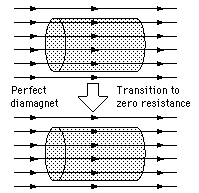 Perfect
diamagnet
Transition to
zero resistance